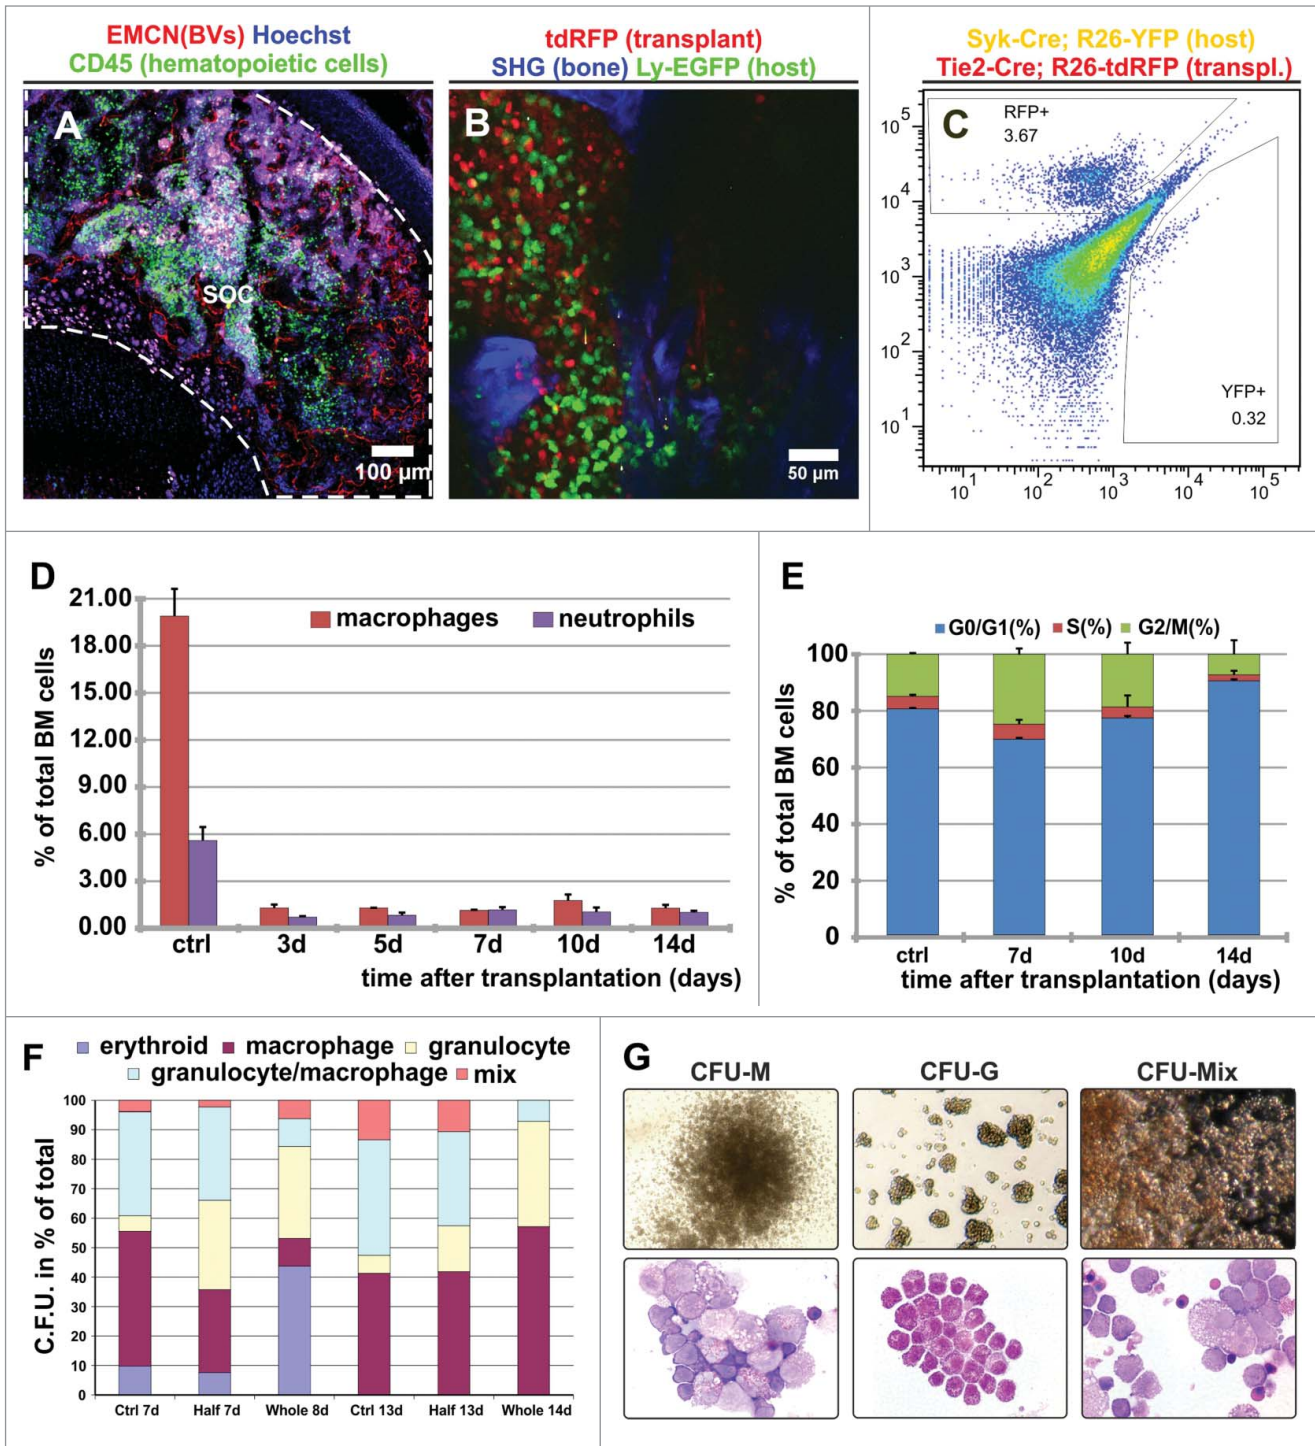 EMCN(BVs) Hoechst
CD45 (hematopoietic cells)
A
SOC
100 µm
tdRFP (transplant)
SHG (bone) Ly-EGFP (host)
B
50 µm
Syk-Cre; R26-YFP (host)
Tie2-Cre; R26-tdRFP (transpl.)
C
RFP+
3.67
YFP+
0.32
10^5
10^4
10^3
10^2
10^1
10^1 10^2 10^3 10^4 10^5
D
macrophages neutrophils
% of total BM cells
21.00
18.00
15.00
12.00
9.00
6.00
3.00
0.00
ctrl 3d 5d 7d 10d 14d
time after transplantation (days)
E
G0/G1(%) S(%) G2/M(%)
% of total BM cells
100
80
60
40
20
0
ctrl 7d 10d 14d
time after transplantation (days)
F
erythroid macrophage granulocyte
granulocyte/macrophage mix
C.F.U. in % of total
100
90
80
70
60
50
40
30
20
10
0
Ctrl 7d Half 7d Whole 8d Ctrl 13d Half 13d Whole 14d
G
CFU-M CFU-G CFU-Mix